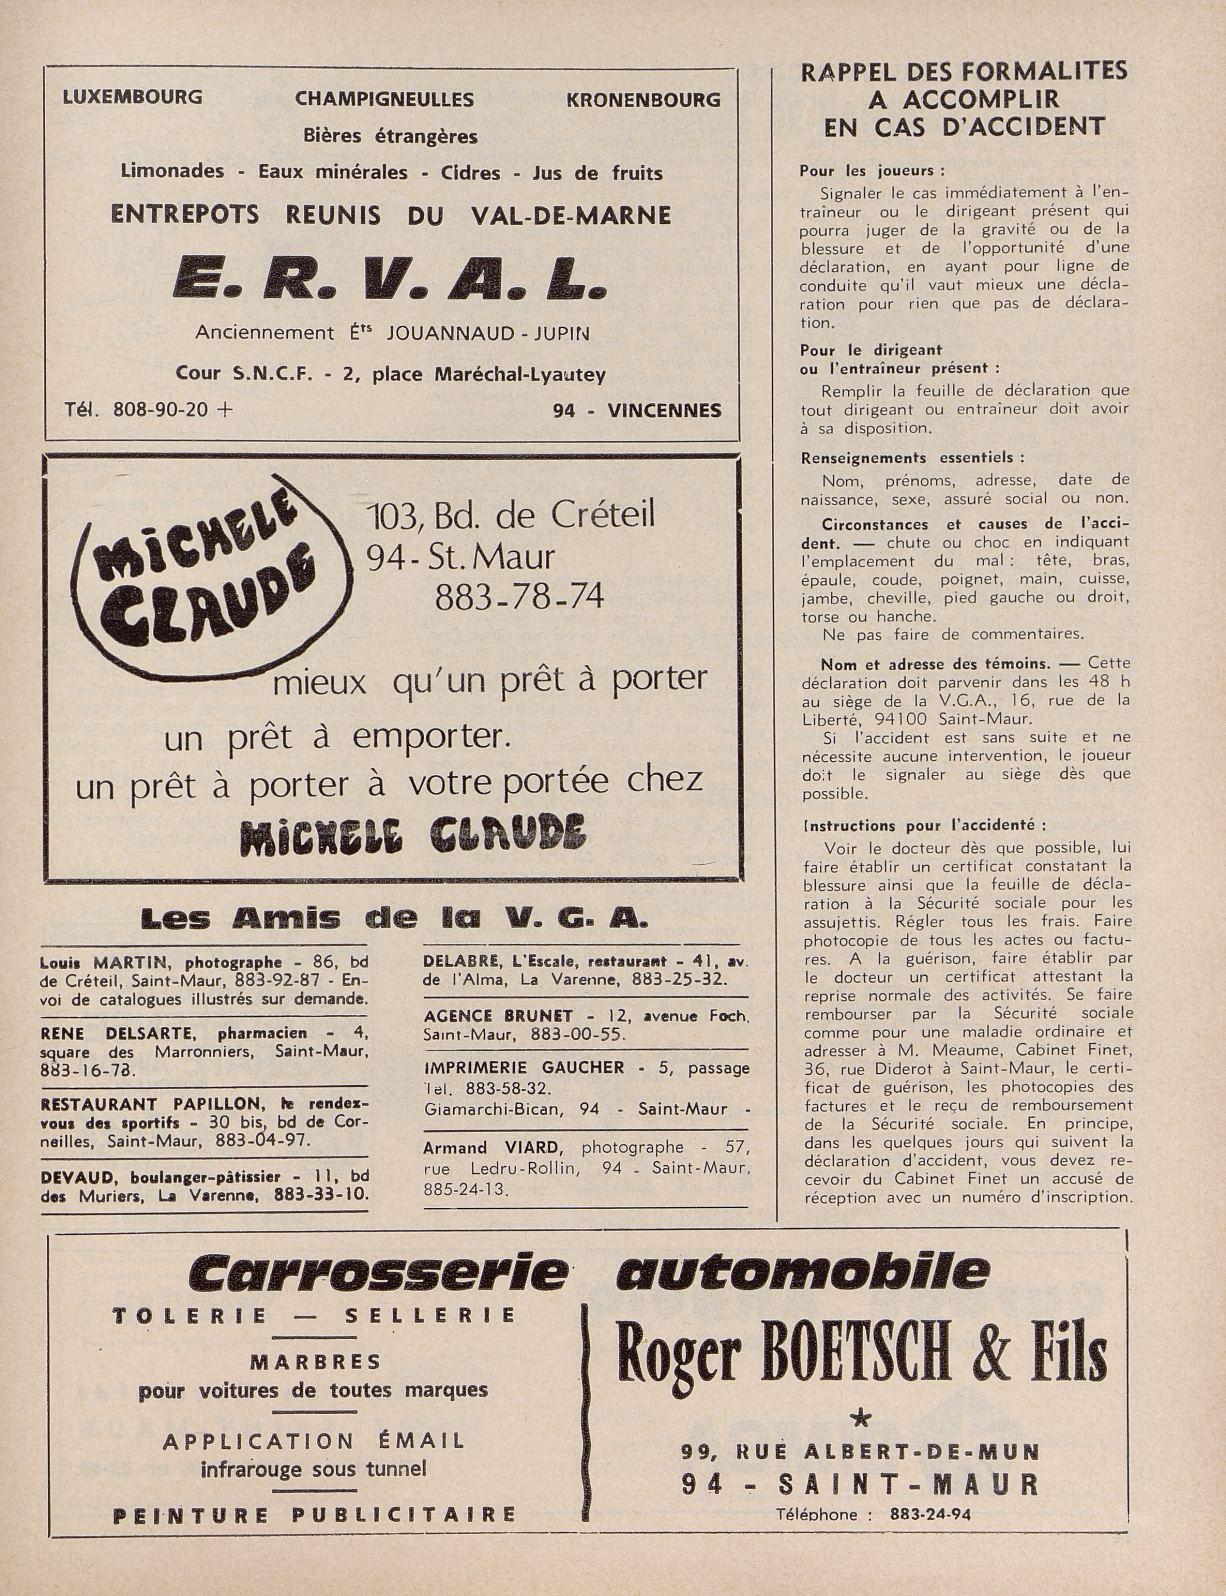 LUXEMBOURG CHAMPIGNEULLES KRONENBOURG
Bières étrangères
Limonades - Eaux minérales - Cidres - Jus de fruits
ENTREPOTS REUNIS DU VAL-DE-MARNE
E. R. V. A. L.
Anciennement Éts JOUANNAUD - JUPIN
Cour S.N.C.F. - 2, place Maréchal-Lyautey
Tél. 808-90-20 + 94 - VINCENNES
MICHELE
CLAUDE
103, Bd. de Créteil
94 - St. Maur
883-78-74
mieux qu'un prêt à porter
un prêt à emporter.
un prêt à porter à votre portée chez
MICHELE CLAUDE
Les Amis de la V. G. A.
Louis MARTIN, photographe - 86, bd
de Créteil, Saint-Maur, 883-92-87 - En-
voi de catalogues illustrés sur demande.
RENE DELSARTE, pharmacien - 4,
square des Marronniers, Saint-Maur,
883-16-78.
RESTAURANT PAPILLON, le rendez-
vous des sportifs - 30 bis, bd de Cor-
neilles, Saint-Maur, 883-04-97.
DEVAUD, boulanger-pâtissier - 11, bd
des Muriers, La Varenne, 883-33-10.
DELABRE, L'Escale, restaurant - 41, av.
de l'Alma, La Varenne, 883-25-32.
AGENCE BRUNET - 12, avenue Foch,
Saint-Maur, 883-00-55.
IMPRIMERIE GAUCHER - 5, passage
Tél. 883-58-32.
Giamarchi-Bican, 94 - Saint-Maur -
Armand VIARD, photographe - 57,
rue Ledru-Rollin, 94 - Saint-Maur,
885-24-13.
RAPPEL DES FORMALITES
A ACCOMPLIR
EN CAS D'ACCIDENT
Pour les joueurs :
Signaler le cas immédiatement à l'en-
traîneur ou le dirigeant présent qui
pourra juger de la gravité ou de la
blessure et de l'opportunité d'une
déclaration, en ayant pour ligne de
conduite qu'il vaut mieux une décla-
ration pour rien que pas de déclara-
tion.
Pour le dirigeant
ou l'entraîneur présent :
Remplir la feuille de déclaration que
tout dirigeant ou entraîneur doit avoir
à sa disposition.
Renseignements essentiels :
Nom, prénoms, adresse, date de
naissance, sexe, assuré social ou non.
Circonstances et causes de l'acci-
dent. — chute ou choc en indiquant
l'emplacement du mal : tête, bras,
épaule, coude, poignet, main, cuisse,
jambe, cheville, pied gauche ou droit,
torse ou hanche.
Ne pas faire de commentaires.
Nom et adresse des témoins. — Cette
déclaration doit parvenir dans les 48 h
au siège de la V.G.A., 16, rue de la
Liberté, 94100 Saint-Maur.
Si l'accident est sans suite et ne
nécessite aucune intervention, le joueur
doit le signaler au siège dès que
possible.
Instructions pour l'accidenté :
Voir le docteur dès que possible, lui
faire établir un certificat constatant la
blessure ainsi que la feuille de décla-
ration à la Sécurité sociale pour les
assujettis. Régler tous les frais. Faire
photocopie de tous les actes ou factu-
res. A la guérison, faire établir par
le docteur un certificat attestant la
reprise normale des activités. Se faire
rembourser par la Sécurité sociale
comme pour une maladie ordinaire et
adresser à M. Meaume, Cabinet Finet,
36, rue Diderot à Saint-Maur, le certi-
ficat de guérison, les photocopies des
factures et le reçu de remboursement
de la Sécurité sociale. En principe,
dans les quelques jours qui suivent la
déclaration d'accident, vous devez re-
cevoir du Cabinet Finet un accusé de
réception avec un numéro d'inscription.
Carrosserie automobile
TOLERIE — SELLERIE
MARBRES
pour voitures de toutes marques
APPLICATION ÉMAIL
infrarouge sous tunnel
PEINTURE PUBLICITAIRE
Roger BOETSCH & Fils
99, RUE ALBERT-DE-MUN
94 - SAINT-MAUR
Téléphone : 883-24-94